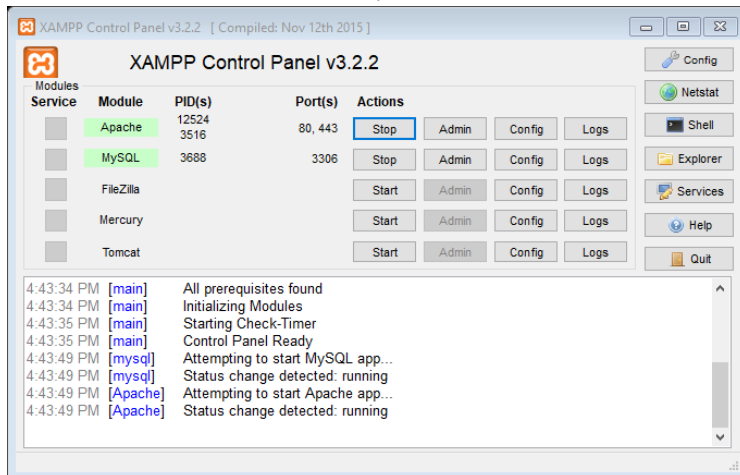 XAMPP Control Panel v3.2.2 [ Compiled: Nov 12th 2015 ]
XAMPP Control Panel v3.2.2
Config
Modules
Service Module PID(s) Port(s) Actions
Netstat
Apache 12524 3516 80, 443 Stop Admin Config Logs
Shell
MySQL 3688 3306 Stop Admin Config Logs
Explorer
FileZilla Start Admin Config Logs
Services
Mercury Start Admin Config Logs
Help
Tomcat Start Admin Config Logs
Quit
4:43:34 PM [main] All prerequisites found
4:43:34 PM [main] Initializing Modules
4:43:35 PM [main] Starting Check-Timer
4:43:35 PM [main] Control Panel Ready
4:43:49 PM [mysql] Attempting to start MySQL app...
4:43:49 PM [mysql] Status change detected: running
4:43:49 PM [Apache] Attempting to start Apache app...
4:43:49 PM [Apache] Status change detected: running